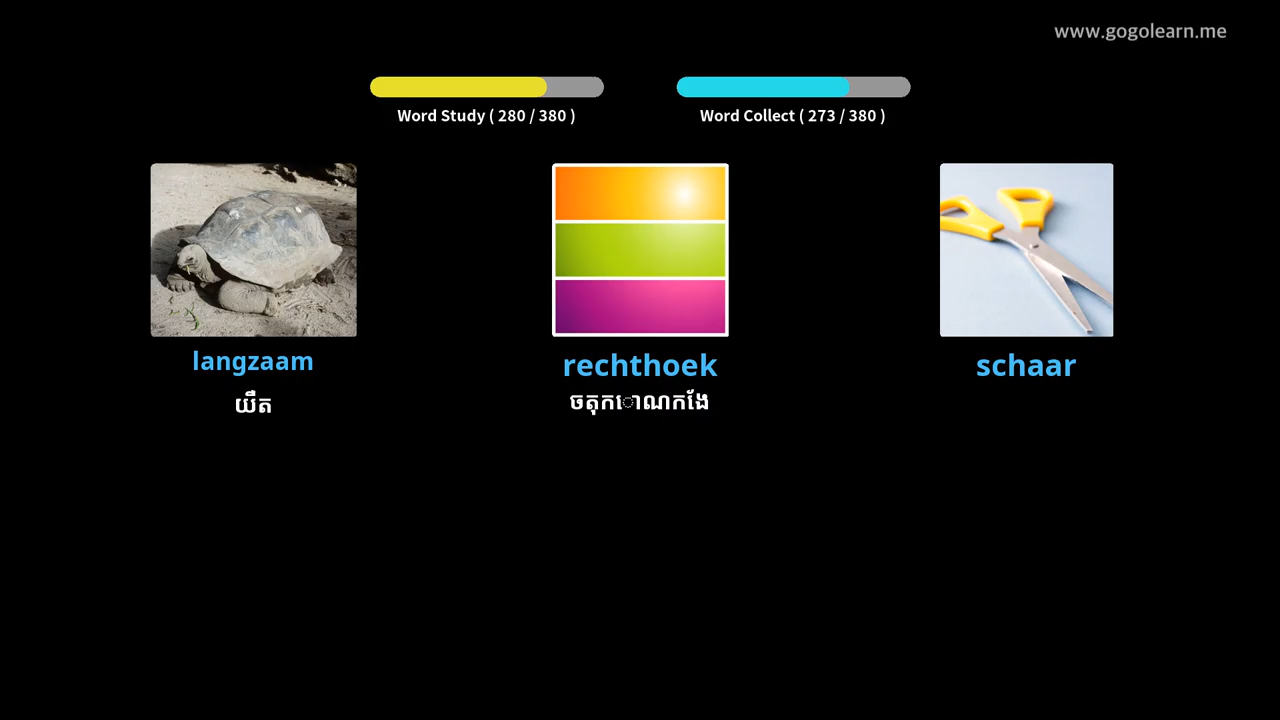 www.gogolearn.me
Word Study ( 280 / 380 )
Word Collect ( 273 / 380 )
langzaam
rechthoek
schaar
យឺត
ចតុកោណកែង